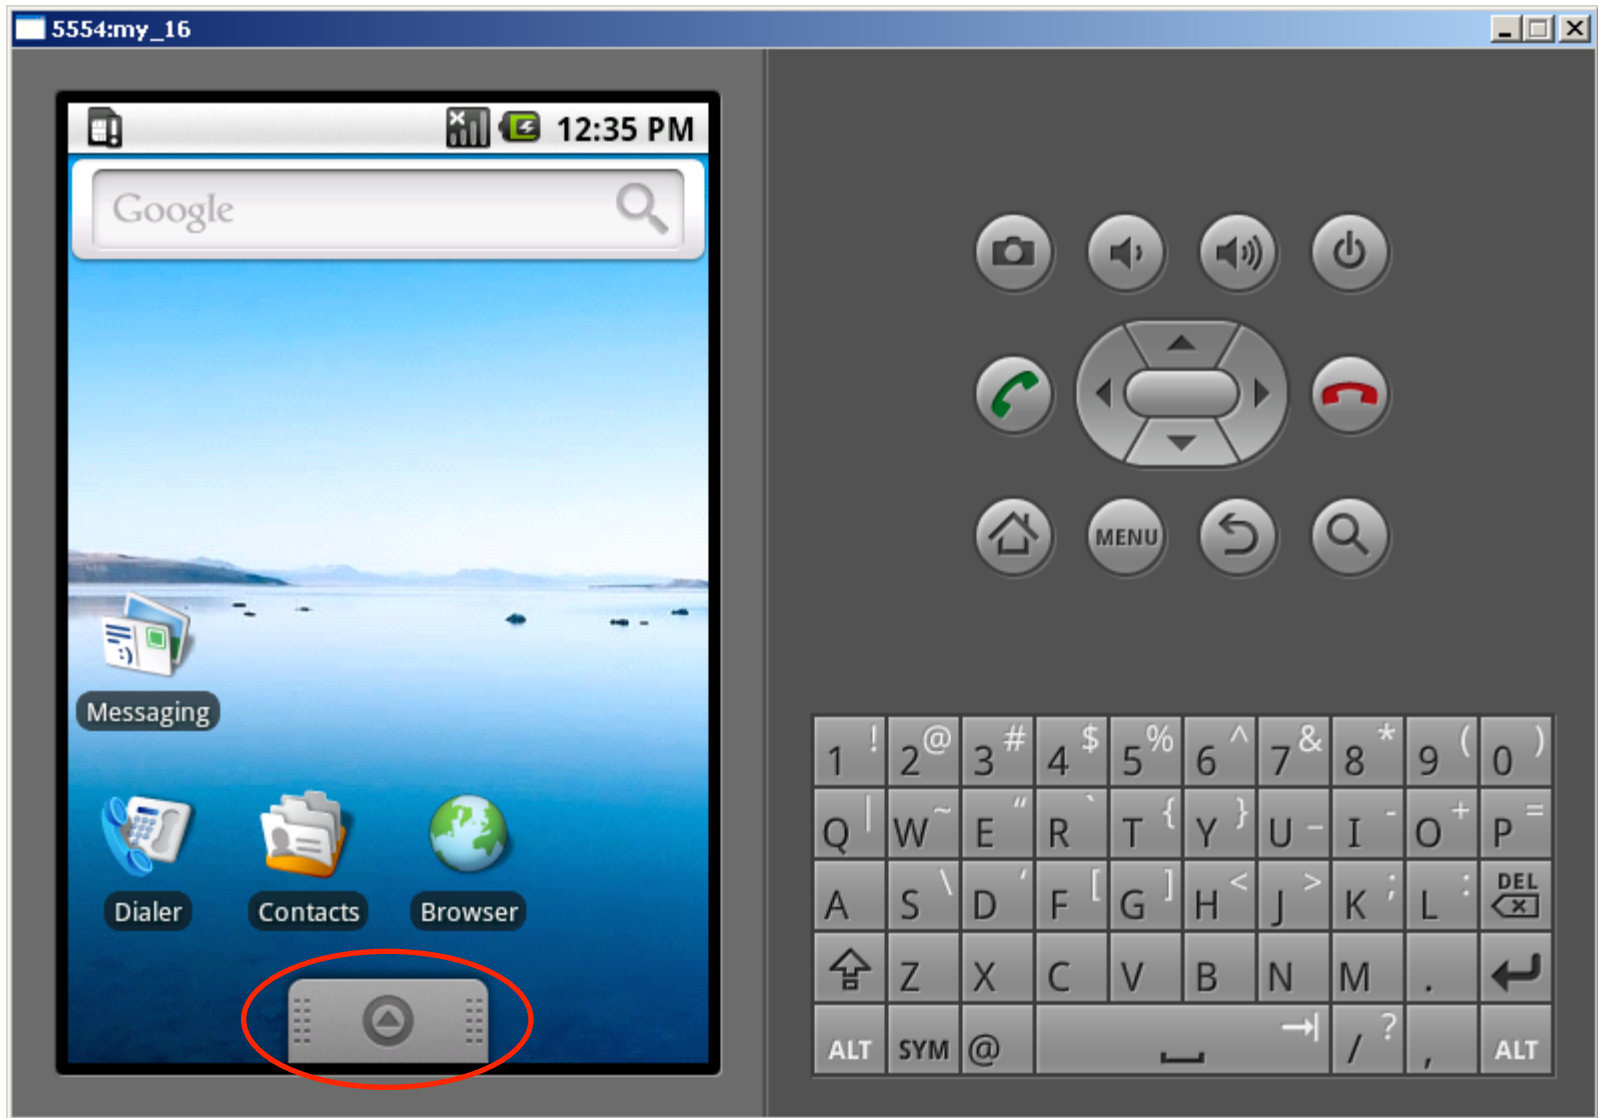 5554:my_16
12:35 PM
Google
Messaging
Dialer Contacts Browser
MENU
1 ! 2 @ 3 # 4 $ 5 % 6 ^ 7 & 8 * 9 ( 0 )
Q | W ~ E " R ` T { Y } U _ I - O + P =
A S \ D ' F [ G ] H < J > K ; L : DEL
Z X C V B N M .
ALT SYM @ / ? , ALT